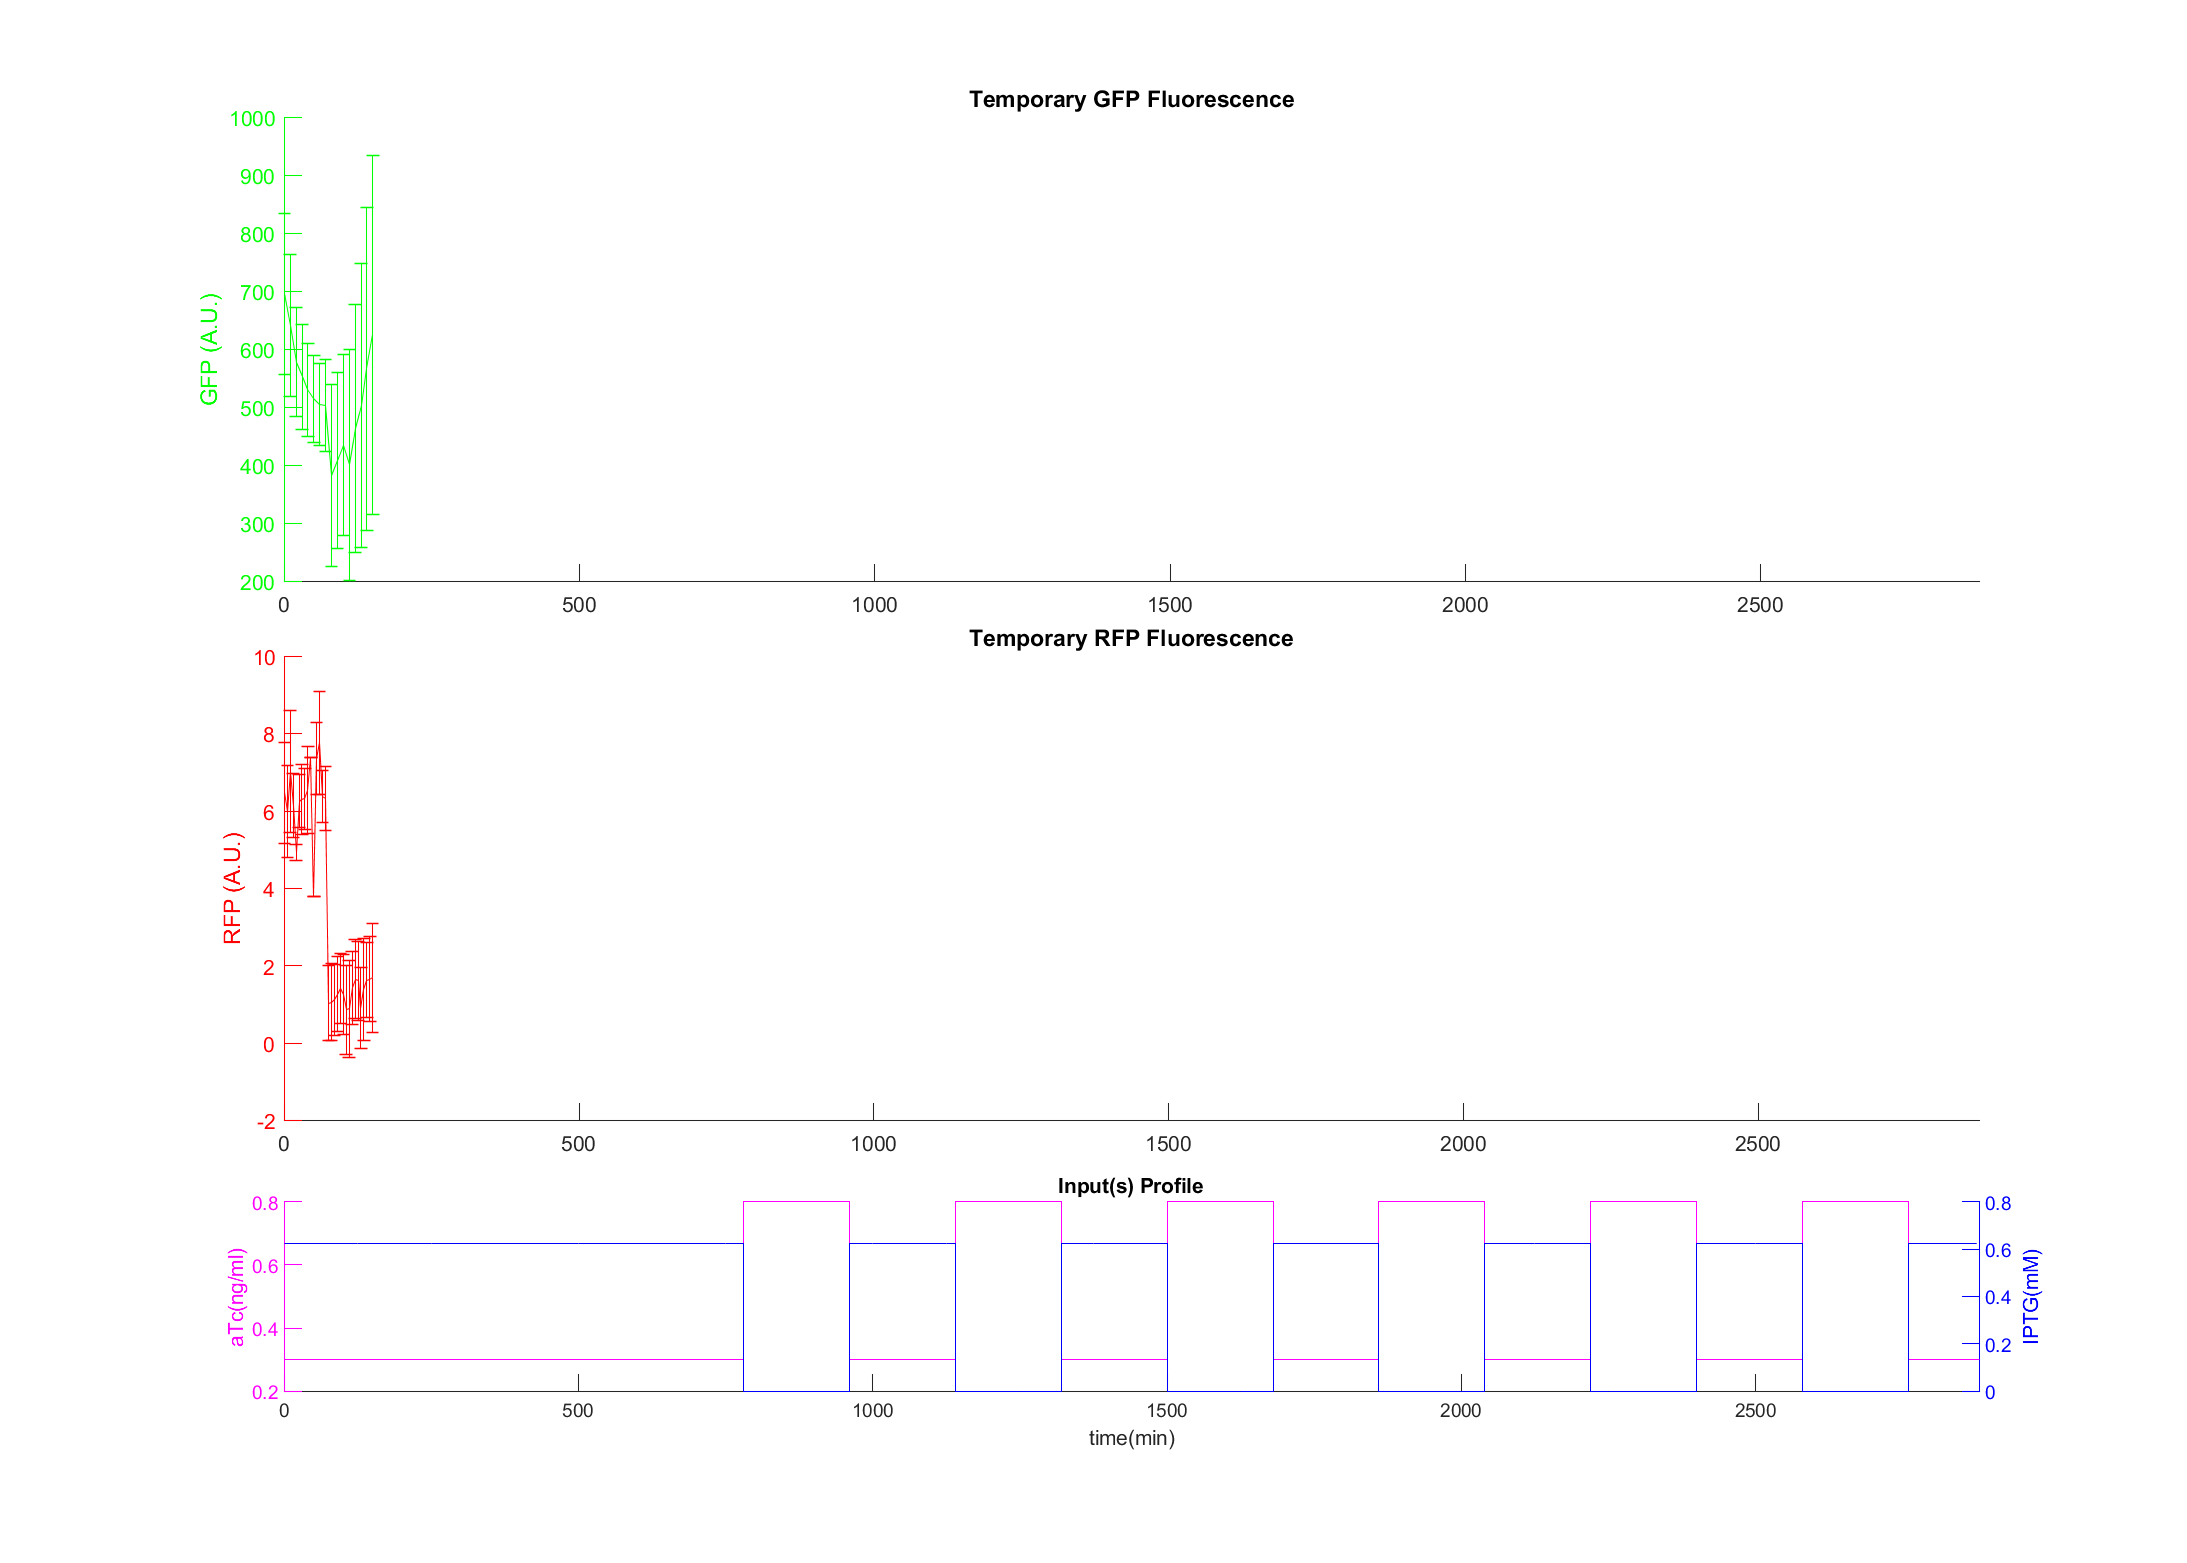 Temporary GFP Fluorescence
1000
900
800
700
600
500
400
300
200
GFP (A.U.)
0 500 1000 1500 2000 2500
Temporary RFP Fluorescence
10
8
6
4
2
0
-2
RFP (A.U.)
0 500 1000 1500 2000 2500
Input(s) Profile
0.8
0.6
0.4
0.2
aTc(ng/ml)
0.8
0.6
0.4
0.2
0
IPTG(mM)
0 500 1000 1500 2000 2500
time(min)